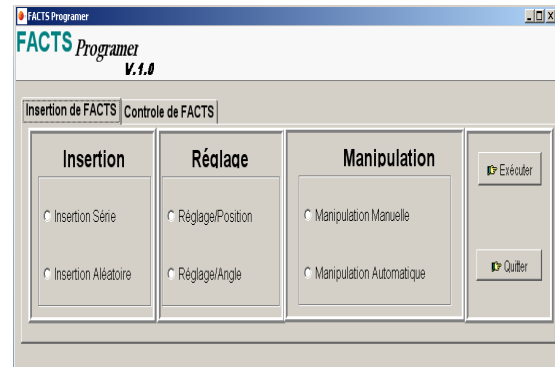 FACTS Programer
FACTS Programer
V.1.0
Insertion de FACTS Controle de FACTS
Insertion
Insertion Série
Insertion Aléatoire
Réglage
Réglage/Position
Réglage/Angle
Manipulation
Manipulation Manuelle
Manipulation Automatique
Exécuter
Quitter